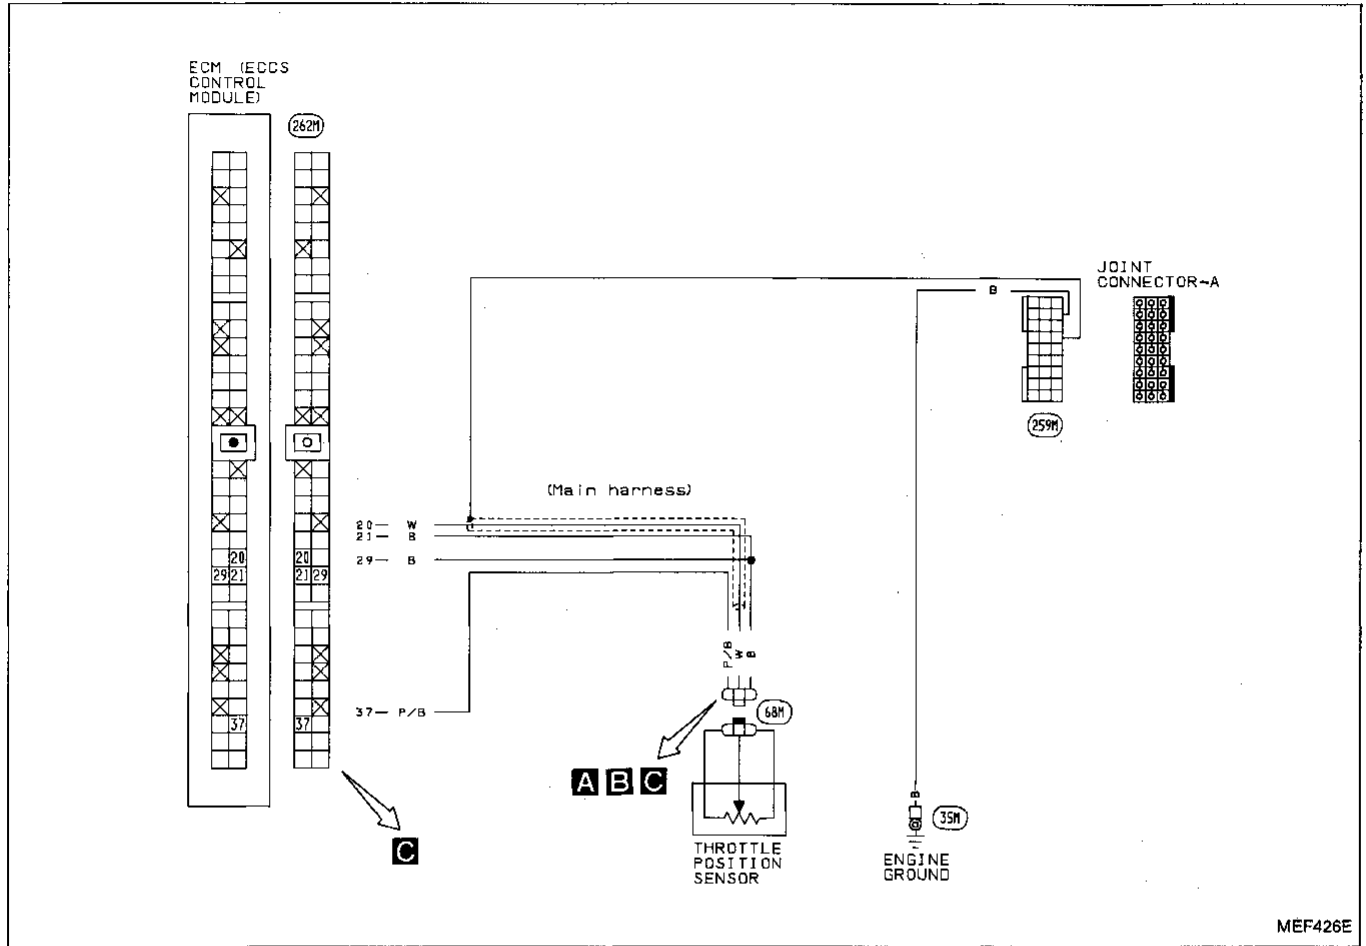 ECM (ECCS
CONTROL
MODULE)
262M
JOINT
CONNECTOR-A
B
259M
(Main harness)
20— W
21— B
29— B
20
20
29 21
21 29
P/B
W
B
37— P/B
37
37
68M
A B C
C
B
35M
THROTTLE
POSITION
SENSOR
ENGINE
GROUND
MEF426E